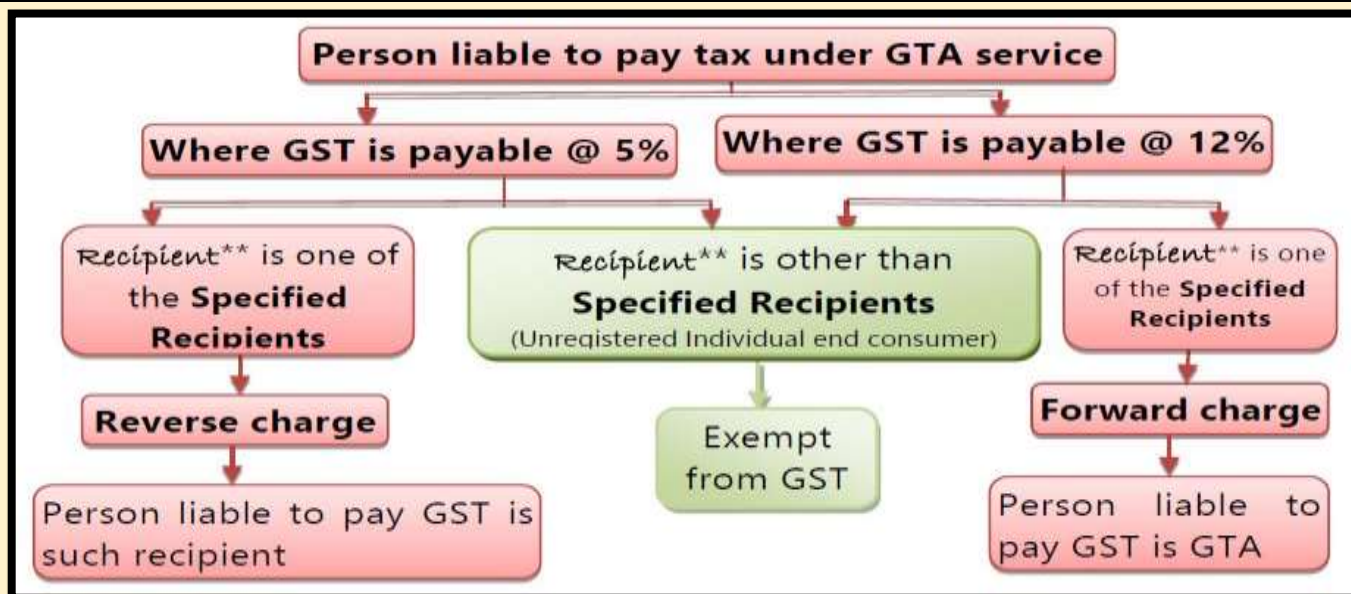 Person liable to pay tax under GTA service
Where GST is payable @ 5%
Where GST is payable @ 12%
Recipient** is one of
the Specified
Recipients
Recipient** is other than
Specified Recipients
(Unregistered Individual end consumer)
Recipient** is one
of the Specified
Recipients
Reverse charge
Exempt
from GST
Forward charge
Person liable to pay GST is
such recipient
Person liable to
pay GST is GTA